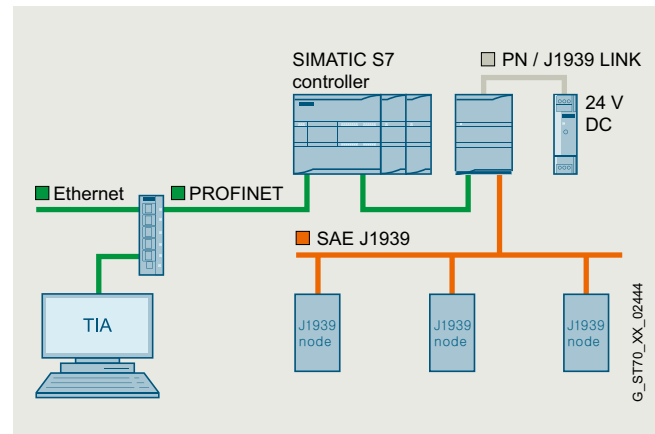 SIMATIC S7
controller
PN / J1939 LINK
24 V
DC
Ethernet
PROFINET
SAE J1939
TIA
J1939
node
J1939
node
J1939
node
G_ST70_XX_02444